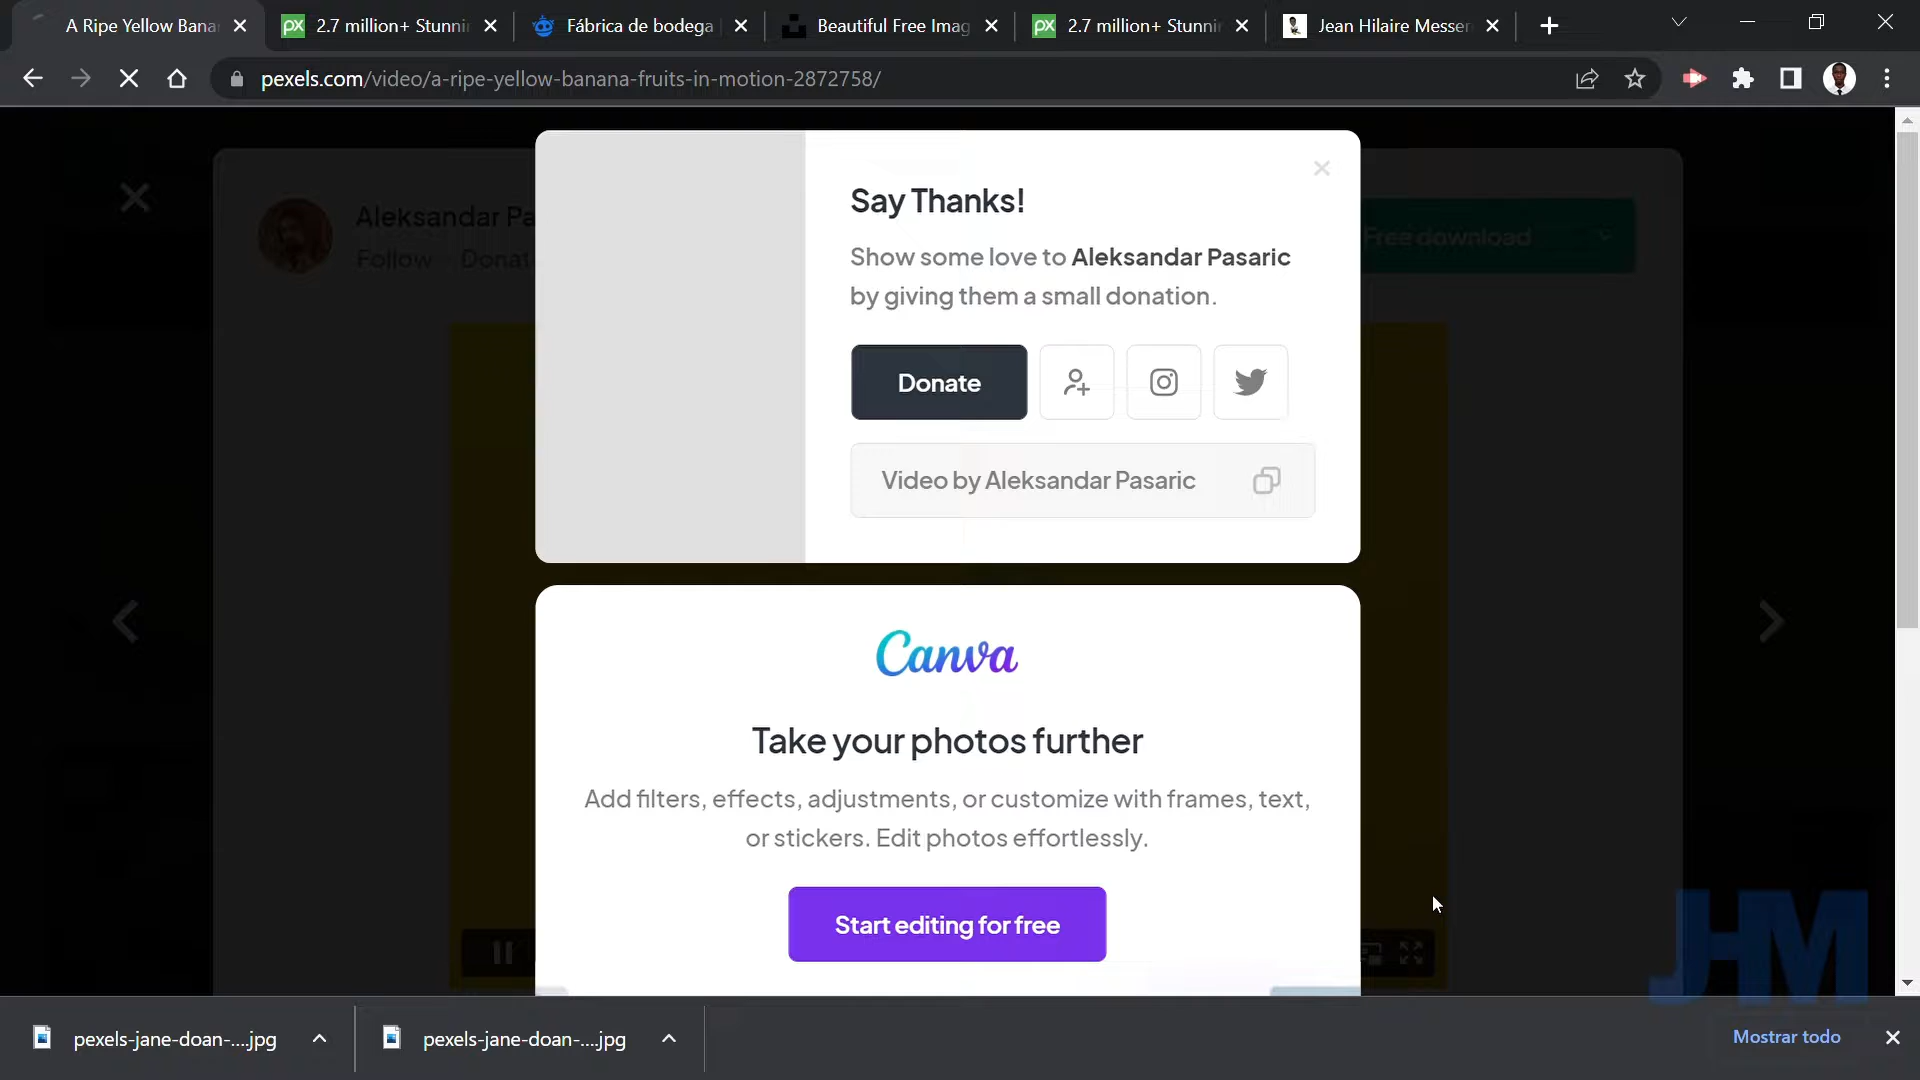 A Ripe Yellow Bana
2.7 million+ Stunni
Fábrica de bodega
Beautiful Free Imag
2.7 million+ Stunni
Jean Hilaire Messer
pexels.com/video/a-ripe-yellow-banana-fruits-in-motion-2872758/
Aleksandar Pa
Follow Donat
Free download
Say Thanks!
Show some love to Aleksandar Pasaric
by giving them a small donation.
Donate
Video by Aleksandar Pasaric
Canva
Take your photos further
Add filters, effects, adjustments, or customize with frames, text,
or stickers. Edit photos effortlessly.
Start editing for free
JHM
pexels-jane-doan-....jpg
pexels-jane-doan-....jpg
Mostrar todo